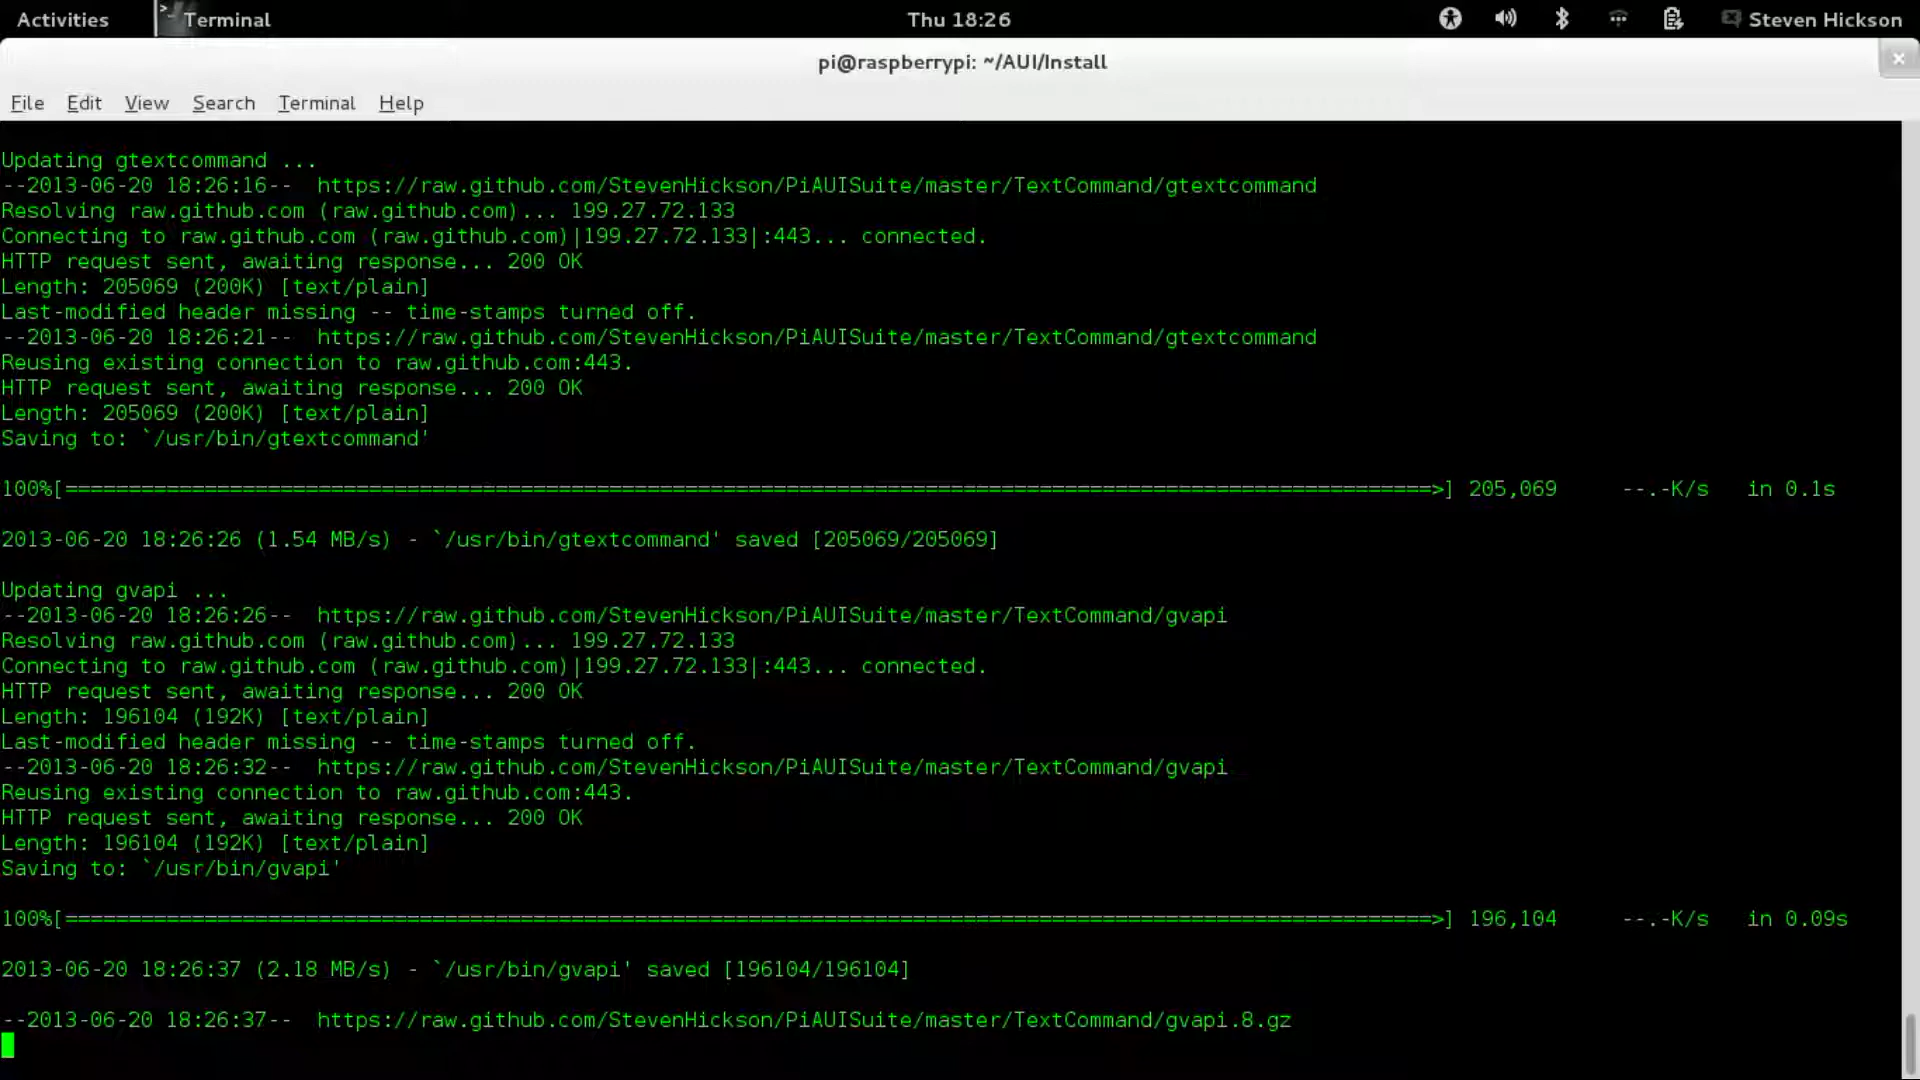 Activities Terminal Thu 18:26 Steven Hickson
pi@raspberrypi: ~/AUI/Install
File Edit View Search Terminal Help
Updating gtextcommand ...
--2013-06-20 18:26:16--  https://raw.github.com/StevenHickson/PiAUISuite/master/TextCommand/gtextcommand
Resolving raw.github.com (raw.github.com)... 199.27.72.133
Connecting to raw.github.com (raw.github.com)|199.27.72.133|:443... connected.
HTTP request sent, awaiting response... 200 OK
Length: 205069 (200K) [text/plain]
Last-modified header missing -- time-stamps turned off.
--2013-06-20 18:26:21--  https://raw.github.com/StevenHickson/PiAUISuite/master/TextCommand/gtextcommand
Reusing existing connection to raw.github.com:443.
HTTP request sent, awaiting response... 200 OK
Length: 205069 (200K) [text/plain]
Saving to: `/usr/bin/gtextcommand'
100%[============================================================================================================>] 205,069     --.-K/s   in 0.1s
2013-06-20 18:26:26 (1.54 MB/s) - `/usr/bin/gtextcommand' saved [205069/205069]
Updating gvapi ...
--2013-06-20 18:26:26--  https://raw.github.com/StevenHickson/PiAUISuite/master/TextCommand/gvapi
Resolving raw.github.com (raw.github.com)... 199.27.72.133
Connecting to raw.github.com (raw.github.com)|199.27.72.133|:443... connected.
HTTP request sent, awaiting response... 200 OK
Length: 196104 (192K) [text/plain]
Last-modified header missing -- time-stamps turned off.
--2013-06-20 18:26:32--  https://raw.github.com/StevenHickson/PiAUISuite/master/TextCommand/gvapi
Reusing existing connection to raw.github.com:443.
HTTP request sent, awaiting response... 200 OK
Length: 196104 (192K) [text/plain]
Saving to: `/usr/bin/gvapi'
100%[============================================================================================================>] 196,104     --.-K/s   in 0.09s
2013-06-20 18:26:37 (2.18 MB/s) - `/usr/bin/gvapi' saved [196104/196104]
--2013-06-20 18:26:37--  https://raw.github.com/StevenHickson/PiAUISuite/master/TextCommand/gvapi.8.gz